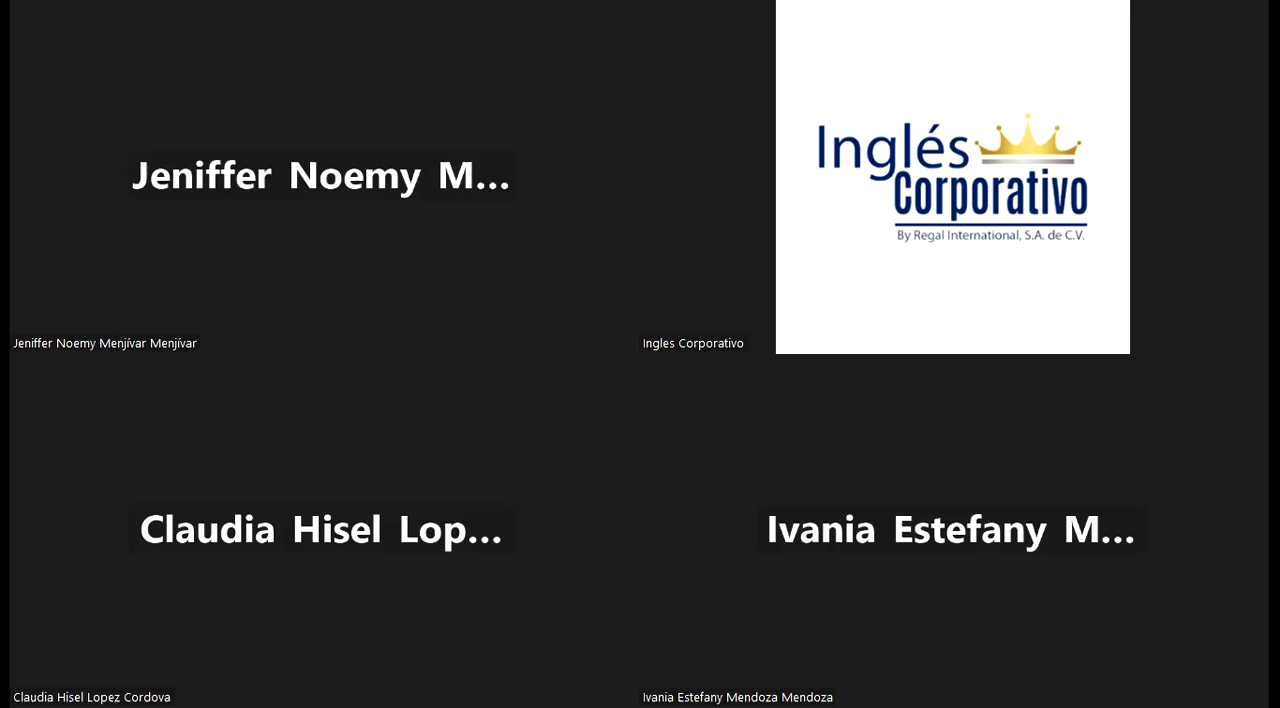 Jeniffer Noemy M...
Jeniffer Noemy Menjívar Menjívar
Inglés
Corporativo
By Regal International, S.A. de C.V.
Ingles Corporativo
Claudia Hisel Lop...
Claudia Hisel Lopez Cordova
Ivania Estefany M...
Ivania Estefany Mendoza Mendoza